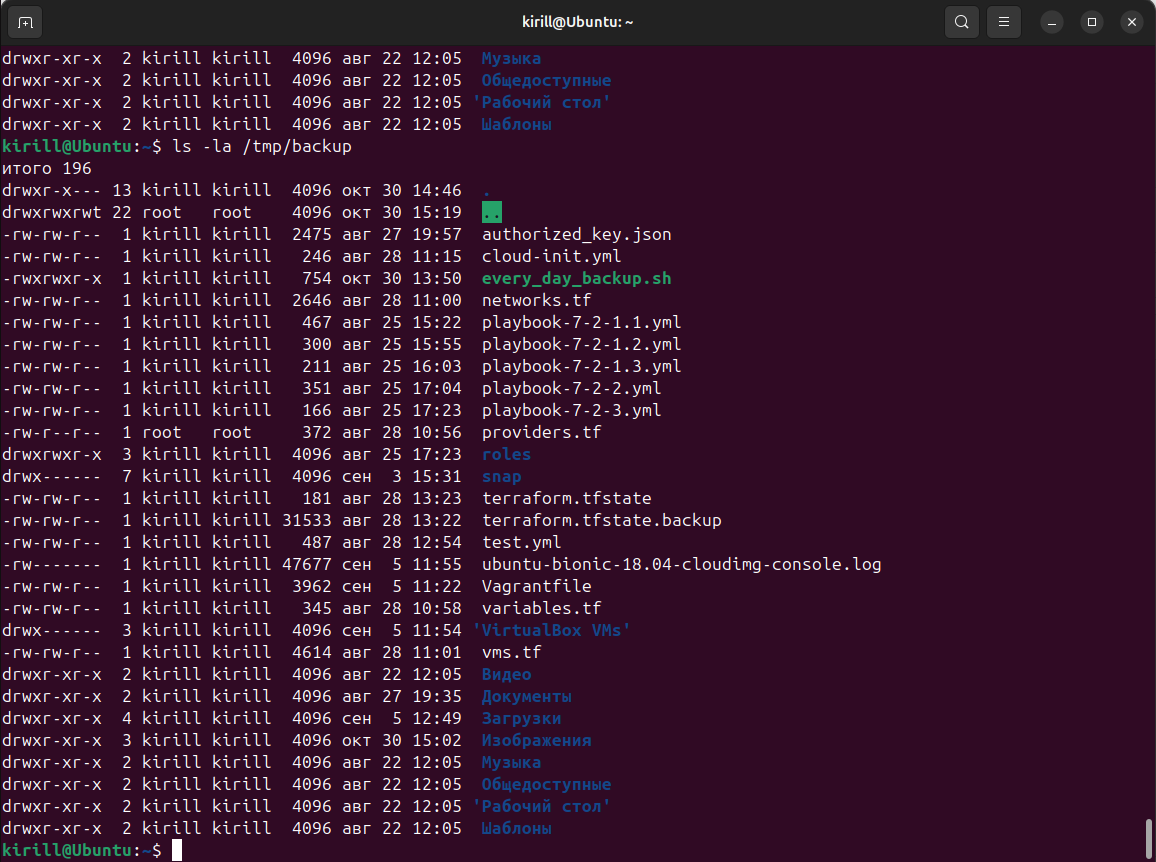 kirill@Ubuntu: ~
drwxr-xr-x  2 kirill kirill  4096 авг 22 12:05  Музыка
drwxr-xr-x  2 kirill kirill  4096 авг 22 12:05  Общедоступные
drwxr-xr-x  2 kirill kirill  4096 авг 22 12:05 'Рабочий стол'
drwxr-xr-x  2 kirill kirill  4096 авг 22 12:05  Шаблоны
kirill@Ubuntu:~$ ls -la /tmp/backup
итого 196
drwxr-x--- 13 kirill kirill  4096 окт 30 14:46  .
drwxrwxrwt 22 root   root    4096 окт 30 15:19  ..
-rw-rw-r--  1 kirill kirill  2475 авг 27 19:57  authorized_key.json
-rw-rw-r--  1 kirill kirill   246 авг 28 11:15  cloud-init.yml
-rwxrwxr-x  1 kirill kirill   754 окт 30 13:50  every_day_backup.sh
-rw-rw-r--  1 kirill kirill  2646 авг 28 11:00  networks.tf
-rw-rw-r--  1 kirill kirill   467 авг 25 15:22  playbook-7-2-1.1.yml
-rw-rw-r--  1 kirill kirill   300 авг 25 15:55  playbook-7-2-1.2.yml
-rw-rw-r--  1 kirill kirill   211 авг 25 16:03  playbook-7-2-1.3.yml
-rw-rw-r--  1 kirill kirill   351 авг 25 17:04  playbook-7-2-2.yml
-rw-rw-r--  1 kirill kirill   166 авг 25 17:23  playbook-7-2-3.yml
-rw-r--r--  1 root   root     372 авг 28 10:56  providers.tf
drwxrwxr-x  3 kirill kirill  4096 авг 25 17:23  roles
drwx------  7 kirill kirill  4096 сен  3 15:31  snap
-rw-rw-r--  1 kirill kirill   181 авг 28 13:23  terraform.tfstate
-rw-rw-r--  1 kirill kirill 31533 авг 28 13:22  terraform.tfstate.backup
-rw-rw-r--  1 kirill kirill   487 авг 28 12:54  test.yml
-rw-------  1 kirill kirill 47677 сен  5 11:55  ubuntu-bionic-18.04-cloudimg-console.log
-rw-rw-r--  1 kirill kirill  3962 сен  5 11:22  Vagrantfile
-rw-rw-r--  1 kirill kirill   345 авг 28 10:58  variables.tf
drwx------  3 kirill kirill  4096 сен  5 11:54 'VirtualBox VMs'
-rw-rw-r--  1 kirill kirill  4614 авг 28 11:01  vms.tf
drwxr-xr-x  2 kirill kirill  4096 авг 22 12:05  Видео
drwxr-xr-x  2 kirill kirill  4096 авг 27 19:35  Документы
drwxr-xr-x  4 kirill kirill  4096 сен  5 12:49  Загрузки
drwxr-xr-x  3 kirill kirill  4096 окт 30 15:02  Изображения
drwxr-xr-x  2 kirill kirill  4096 авг 22 12:05  Музыка
drwxr-xr-x  2 kirill kirill  4096 авг 22 12:05  Общедоступные
drwxr-xr-x  2 kirill kirill  4096 авг 22 12:05 'Рабочий стол'
drwxr-xr-x  2 kirill kirill  4096 авг 22 12:05  Шаблоны
kirill@Ubuntu:~$